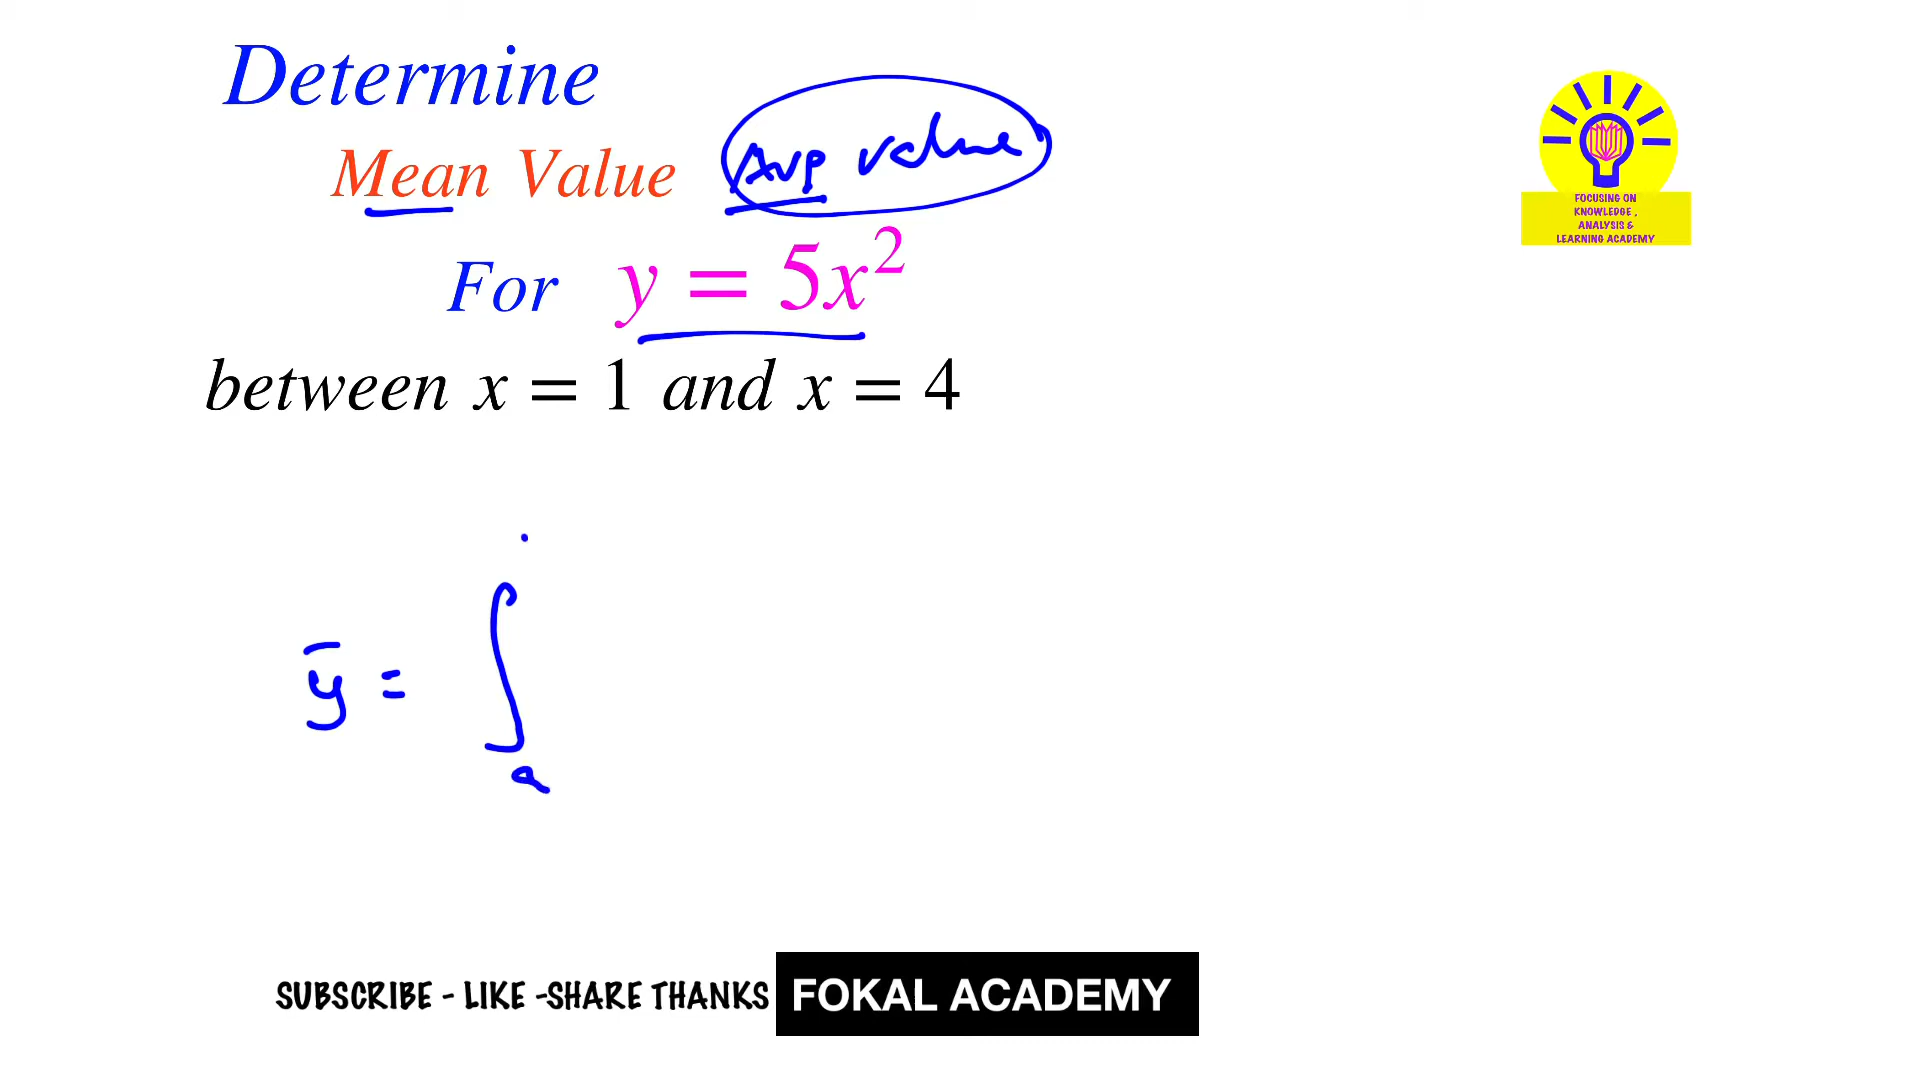 Determine
Mean Value Avg value
For y = 5x²
between x = 1 and x = 4
ȳ = ∫ a
FOCUSING ON
KNOWLEDGE ,
ANALYSIS &
LEARNING ACADEMY
SUBSCRIBE - LIKE -SHARE THANKS FOKAL ACADEMY